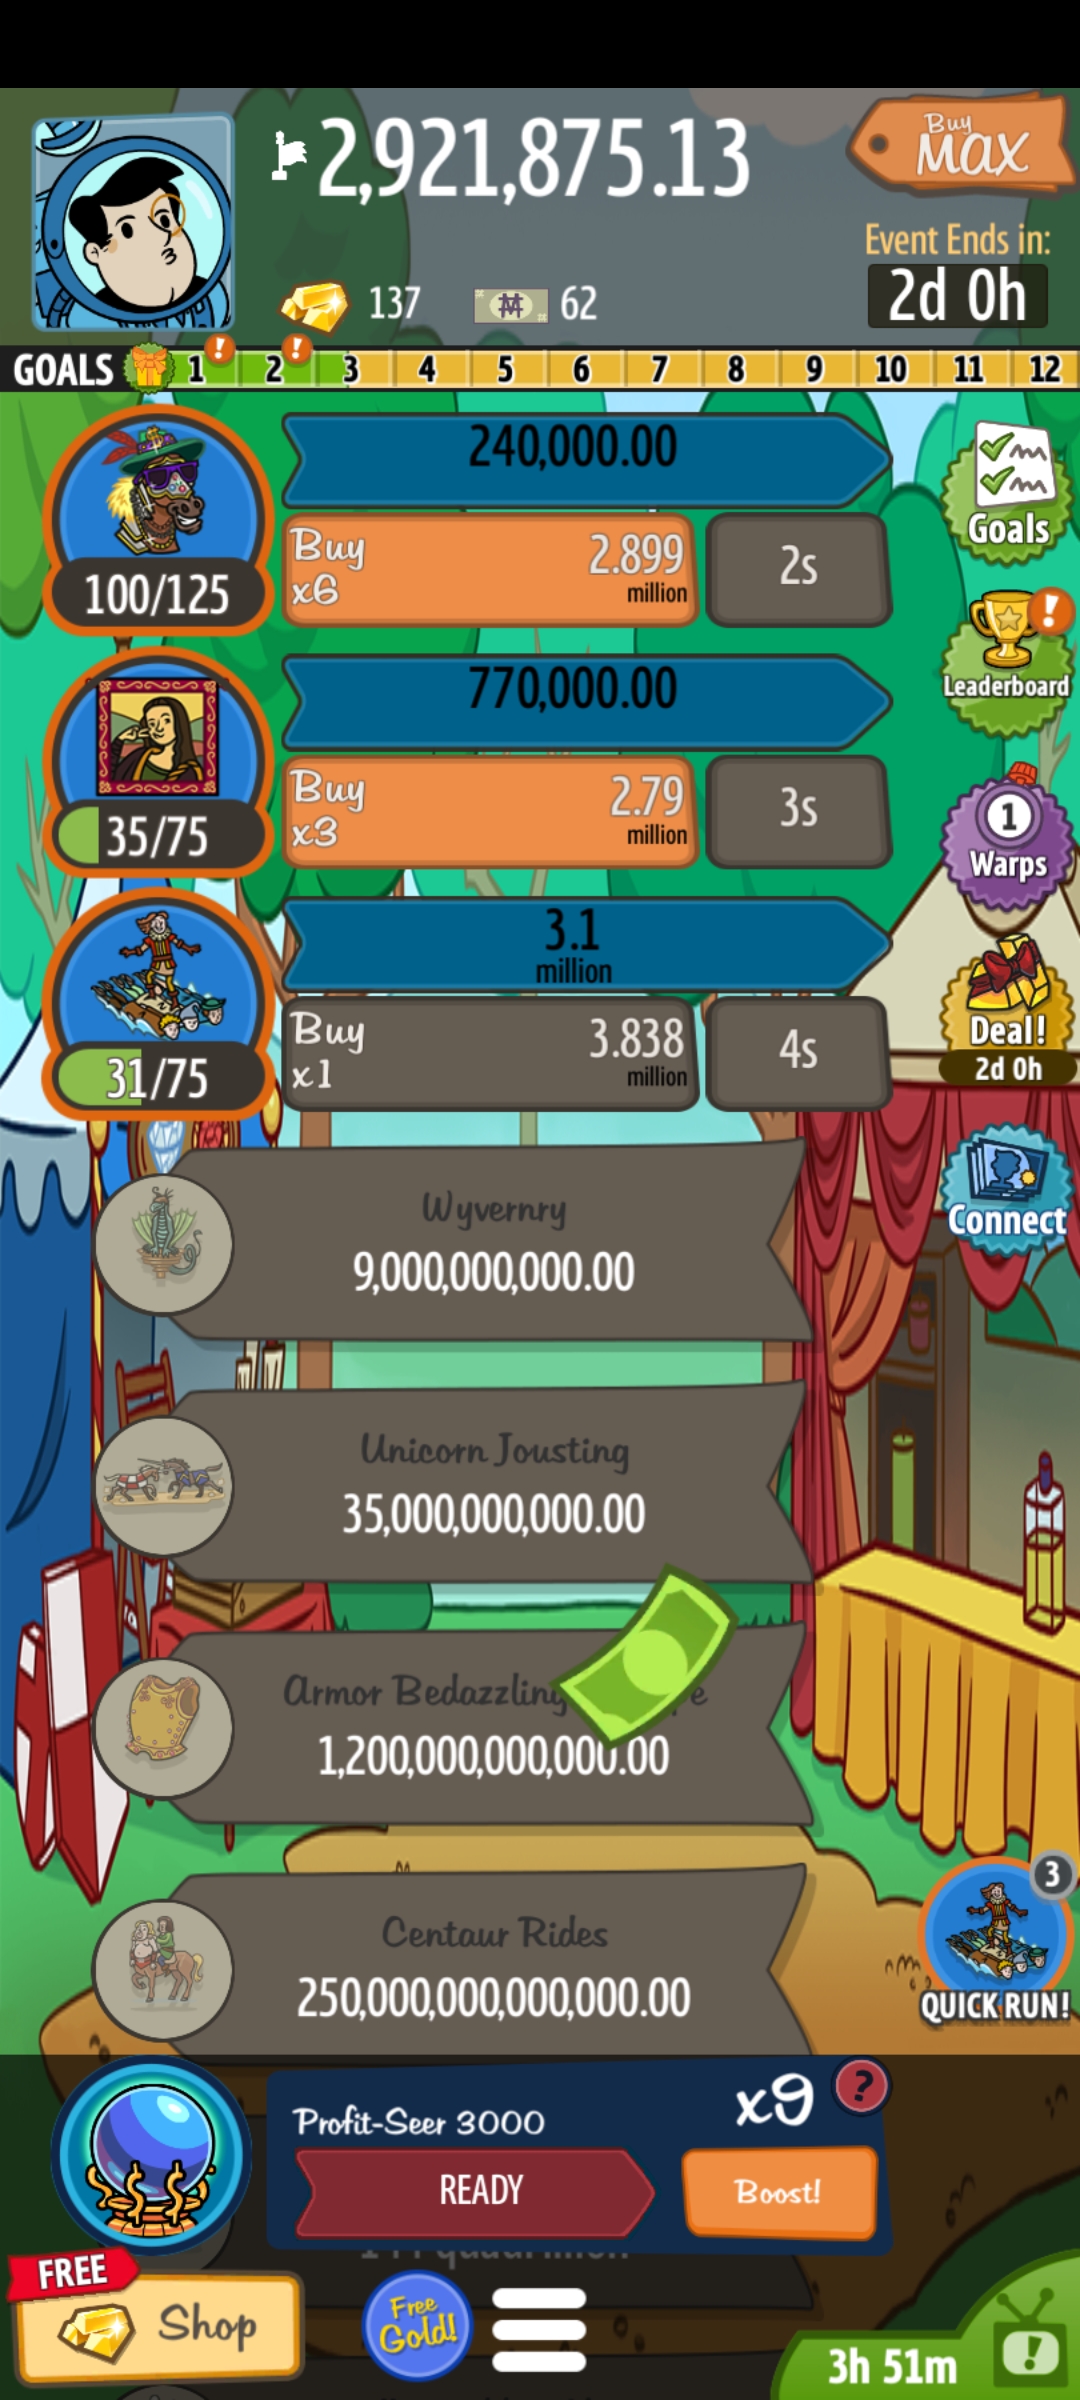 2,921,875.13
Buy
MAX
Event Ends in:
2d 0h
137
62
GOALS 1 ! 2 ! 3 4 5 6 7 8 9 10 11 12
240,000.00
Buy
x6
2.899
million
2s
100/125
Goals
!
Leaderboard
770,000.00
Buy
x3
2.79
million
3s
35/75
1
Warps
3.1
million
Buy
x1
3.838
million
4s
31/75
Deal!
2d 0h
Connect
Wyvernry
9,000,000,000.00
Unicorn Jousting
35,000,000,000.00
Armor Bedazzling
1,200,000,000,000.00
Centaur Rides
250,000,000,000,000.00
3
QUICK RUN!
Profit-Seer 3000
x9
?
READY
Boost!
FREE
Shop
Free
Gold!
3h 51m
!